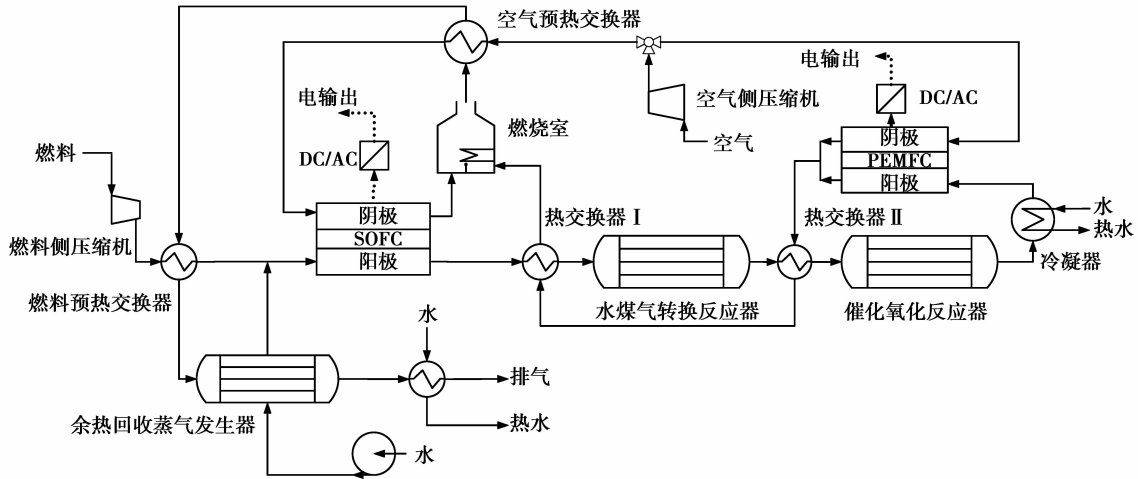 空气预热交换器
电输出
DC/AC
燃烧室
空气侧压缩机
空气
电输出
DC/AC
阴极
PEMFC
阳极
燃料
燃料侧压缩机
阴极
SOFC
阳极
热交换器 I
热交换器 II
水
热水
冷凝器
燃料预热交换器
水煤气转换反应器
催化氧化反应器
水
排气
热水
余热回收蒸气发生器
水